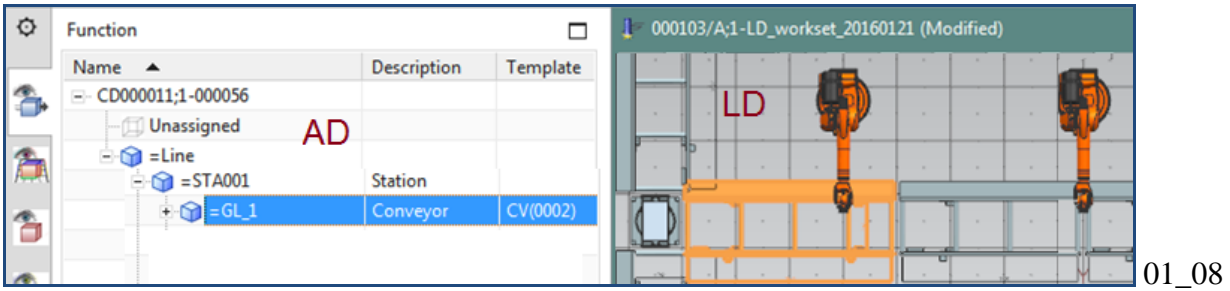 Function
000103/A;1-LD_workset_20160121 (Modified)
Name Description Template
CD000011;1-000056
Unassigned
AD
LD
=Line
=STA001 Station
=GL_1 Conveyor CV(0002)
01_08